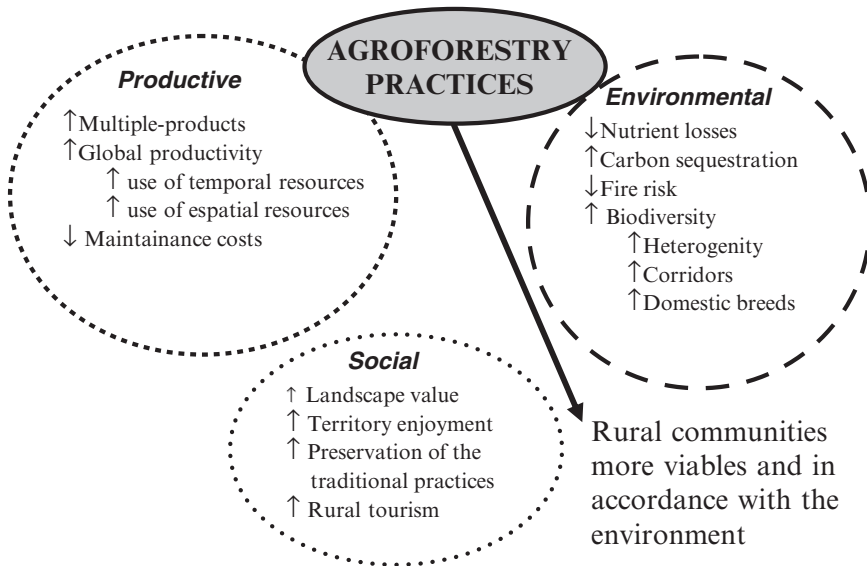 AGROFORESTRY
PRACTICES
Productive
↑Multiple-products
↑Global productivity
↑ use of temporal resources
↑ use of espatial resources
↓ Maintainance costs
Environmental
↓Nutrient losses
↑Carbon sequestration
↓Fire risk
↑ Biodiversity
↑Heterogenity
↑Corridors
↑Domestic breeds
Social
↑ Landscape value
↑ Territory enjoyment
↑ Preservation of the
traditional practices
↑ Rural tourism
Rural communities
more viables and in
accordance with the
environment